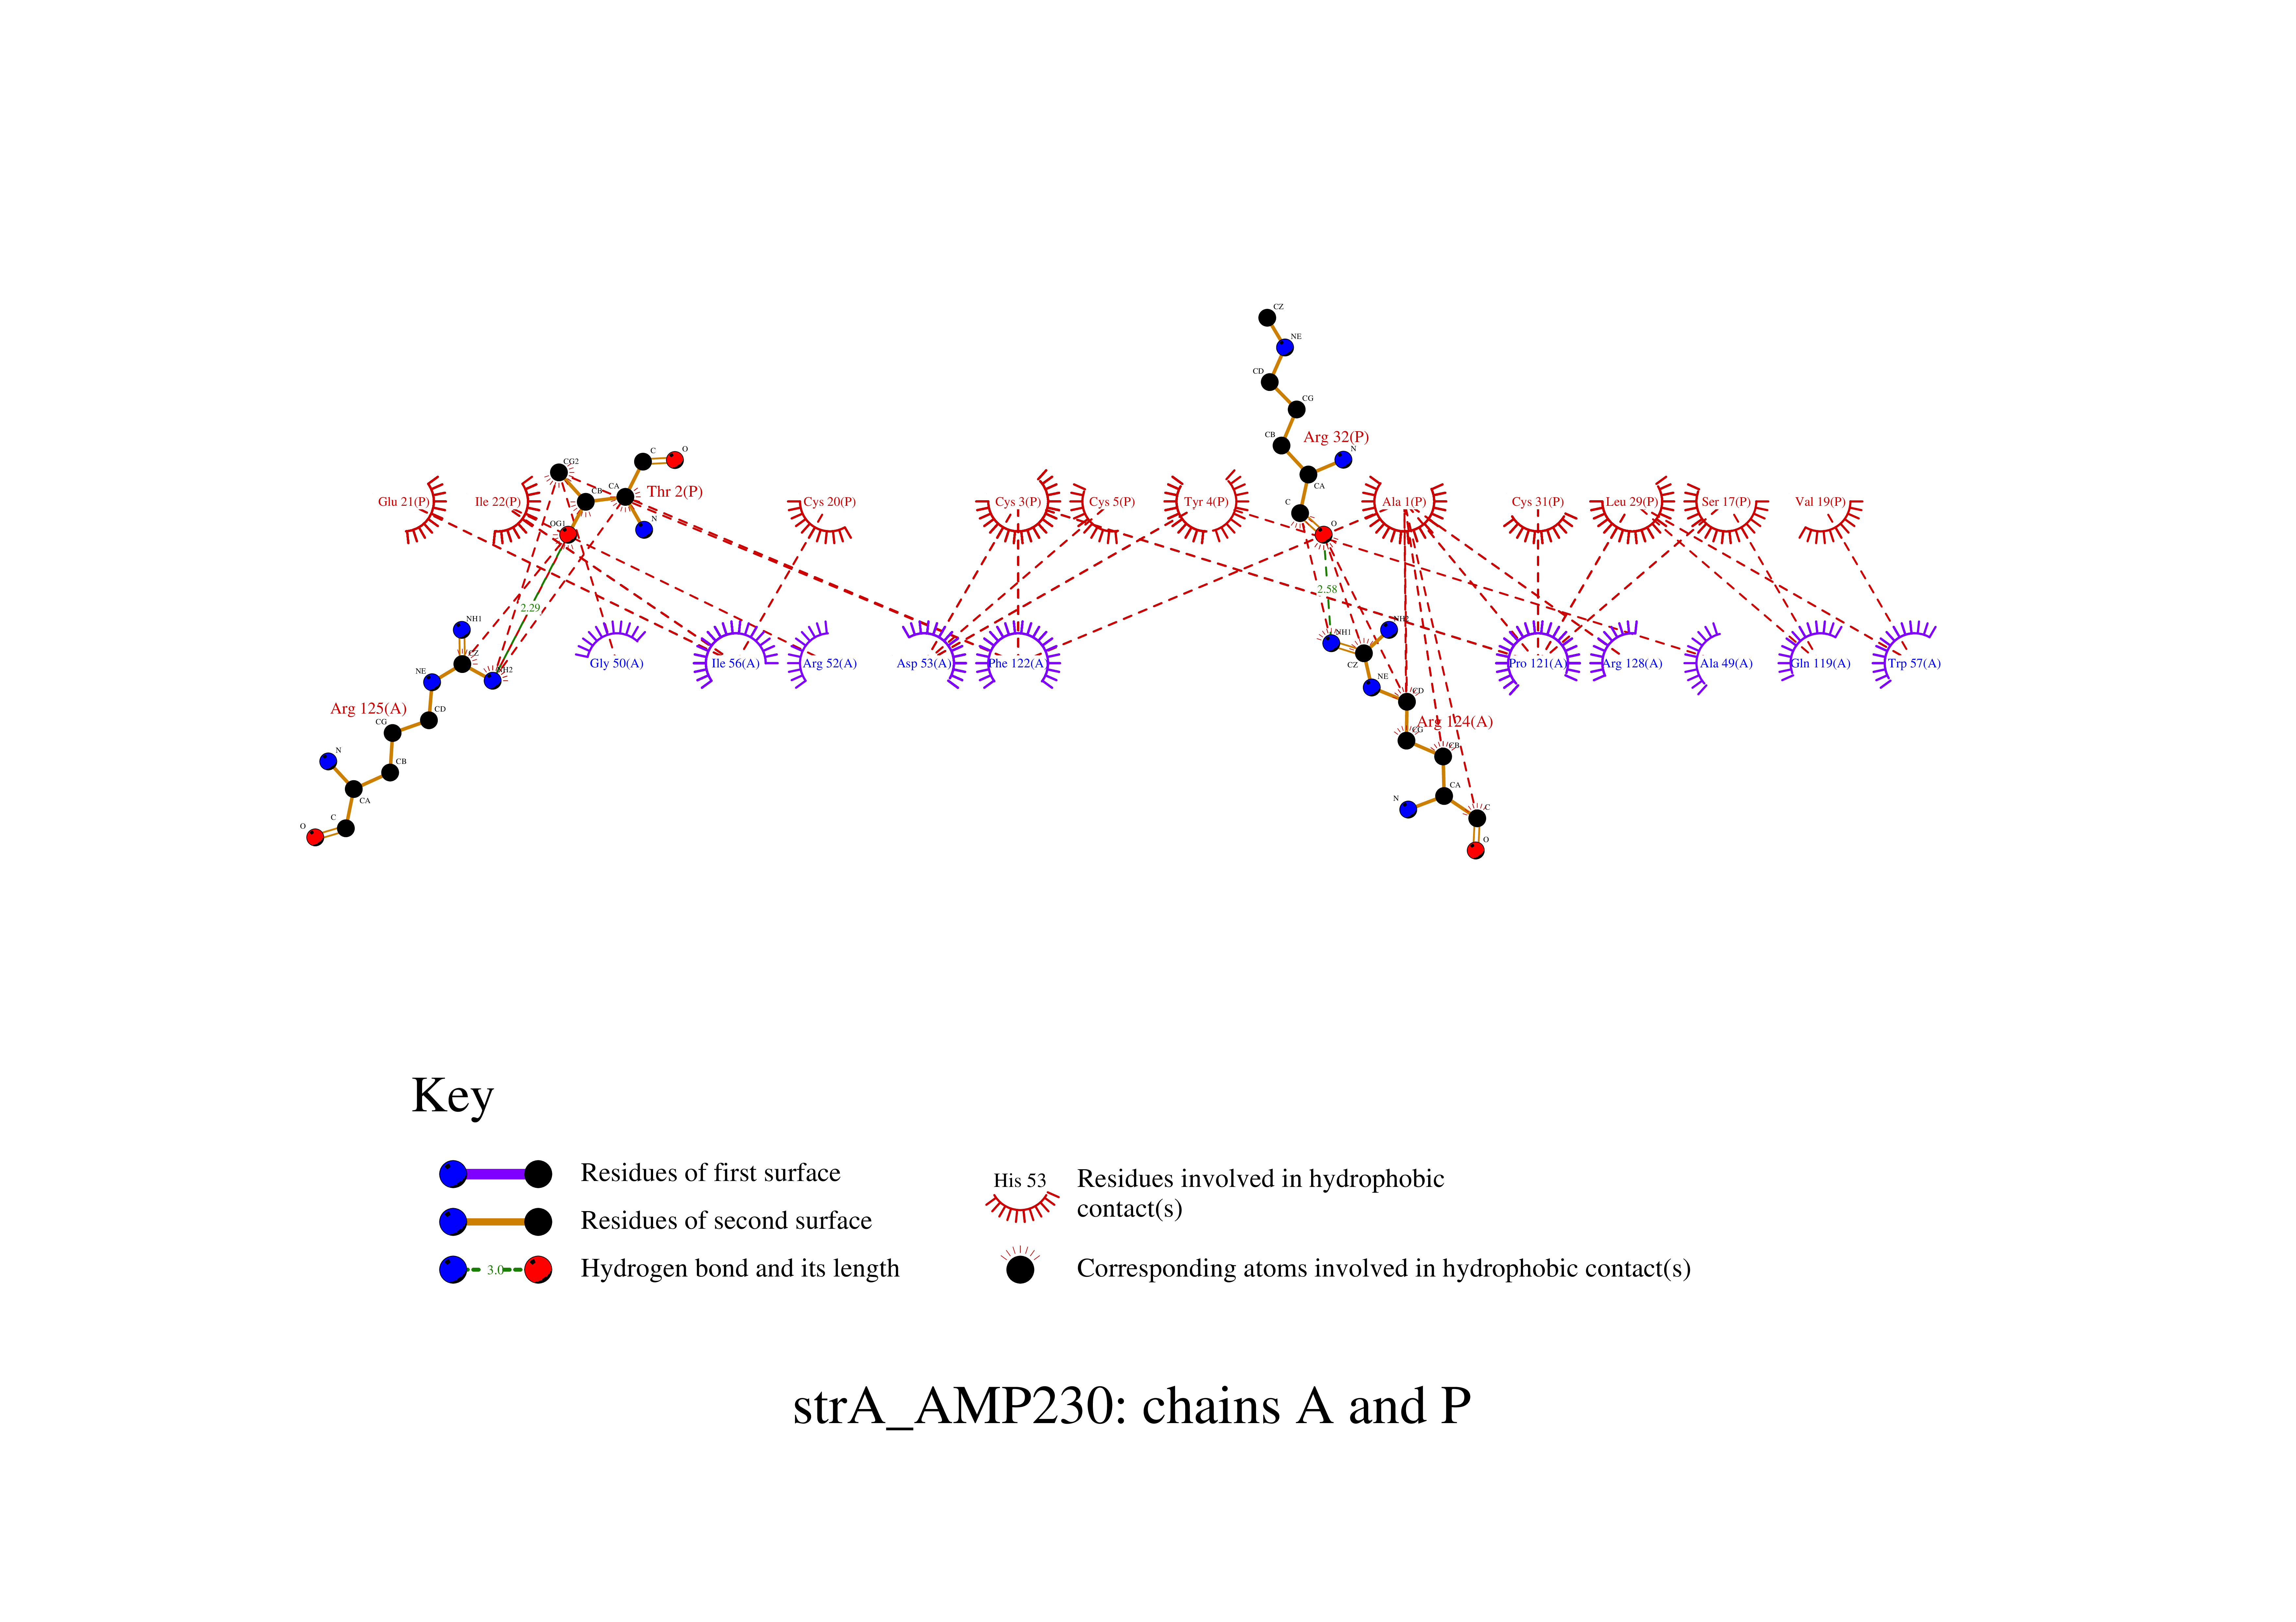 CZ
NE
CD
CG
CB
Arg 32(P)
N
CA
C
O
C
O
CG2
CA
Thr 2(P)
CB
N
OG1
Glu 21(P)
Ile 22(P)
Cys 20(P)
Cys 3(P)
Cys 5(P)
Tyr 4(P)
Ala 1(P)
Cys 31(P)
Leu 29(P)
Ser 17(P)
Val 19(P)
2.29
2.58
NH1
CZ
NE
NH2
Arg 125(A)
CG
CD
N
CB
CA
C
O
Gly 50(A)
Ile 56(A)
Arg 52(A)
Asp 53(A)
Phe 122(A)
Pro 121(A)
Arg 128(A)
Ala 49(A)
Gln 119(A)
Trp 57(A)
NH1
NH2
CZ
NE
CD
Arg 124(A)
CG
CB
CA
N
C
O
Key
Residues of first surface
Residues of second surface
3.0
Hydrogen bond and its length
His 53
Residues involved in hydrophobic
contact(s)
Corresponding atoms involved in hydrophobic contact(s)
strA_AMP230: chains A and P